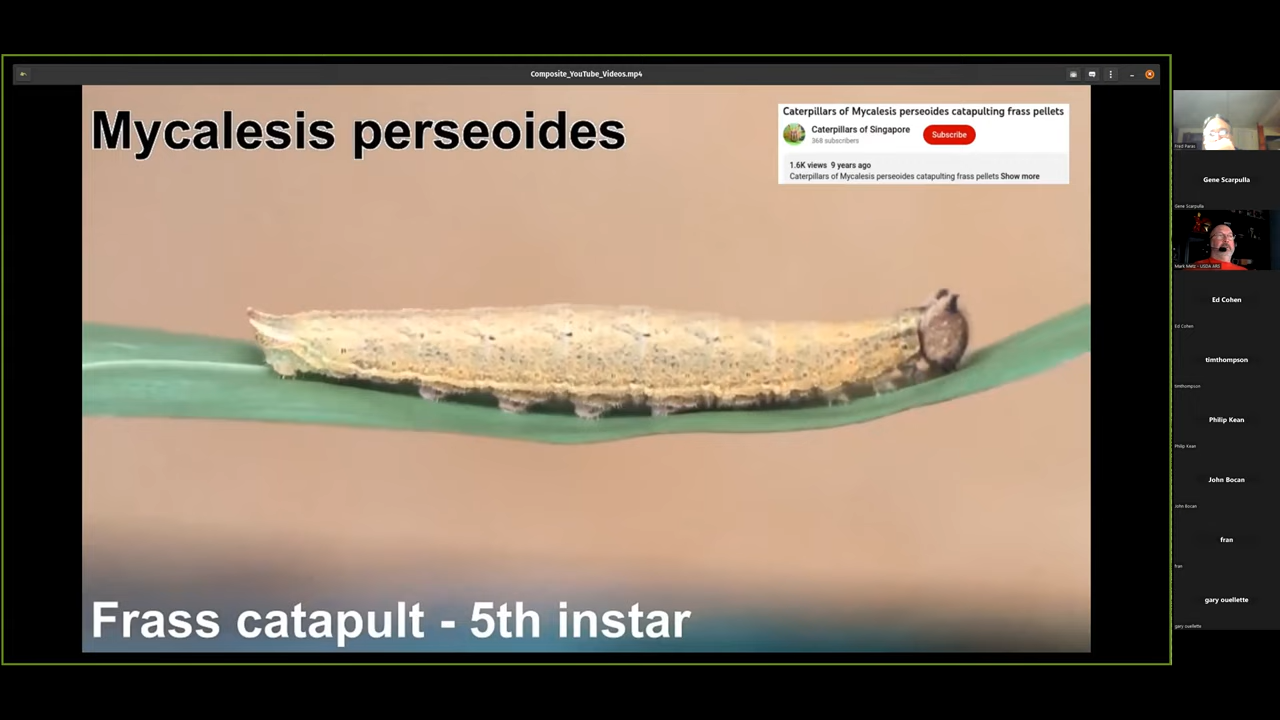 Composite_YouTube_Videos.mp4
Mycalesis perseoides
Caterpillars of Mycalesis perseoides catapulting frass pellets
Caterpillars of Singapore
368 subscribers
Subscribe
1.6K views 9 years ago
Caterpillars of Mycalesis perseoides catapulting frass pellets Show more
Frass catapult - 5th instar
Fred Paras
Gene Scarpulla
Gene Scarpulla
Mark Metz - USDA ARS
Ed Cohen
Ed Cohen
timthompson
timthompson
Philip Kean
Philip Kean
John Bocan
John Bocan
fran
fran
gary ouellette
gary ouellette